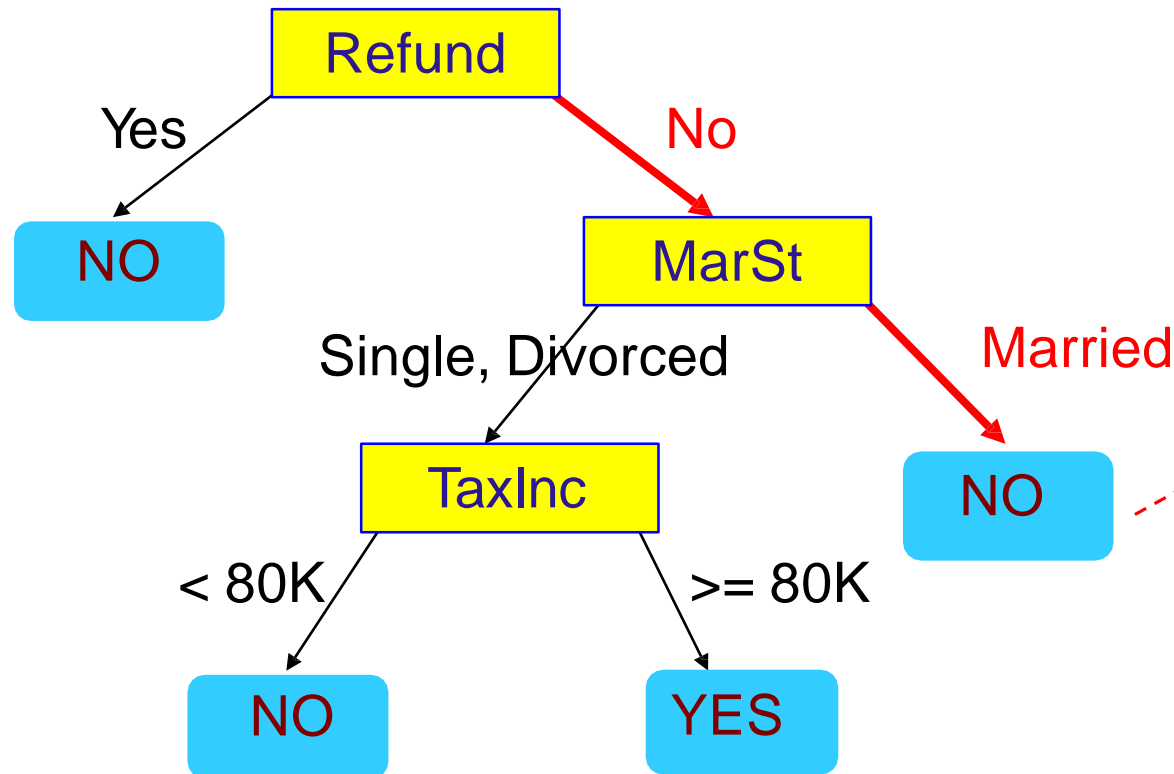 Refund
Yes
No
NO
MarSt
Single, Divorced
Married
TaxInc
NO
< 80K
>= 80K
NO
YES